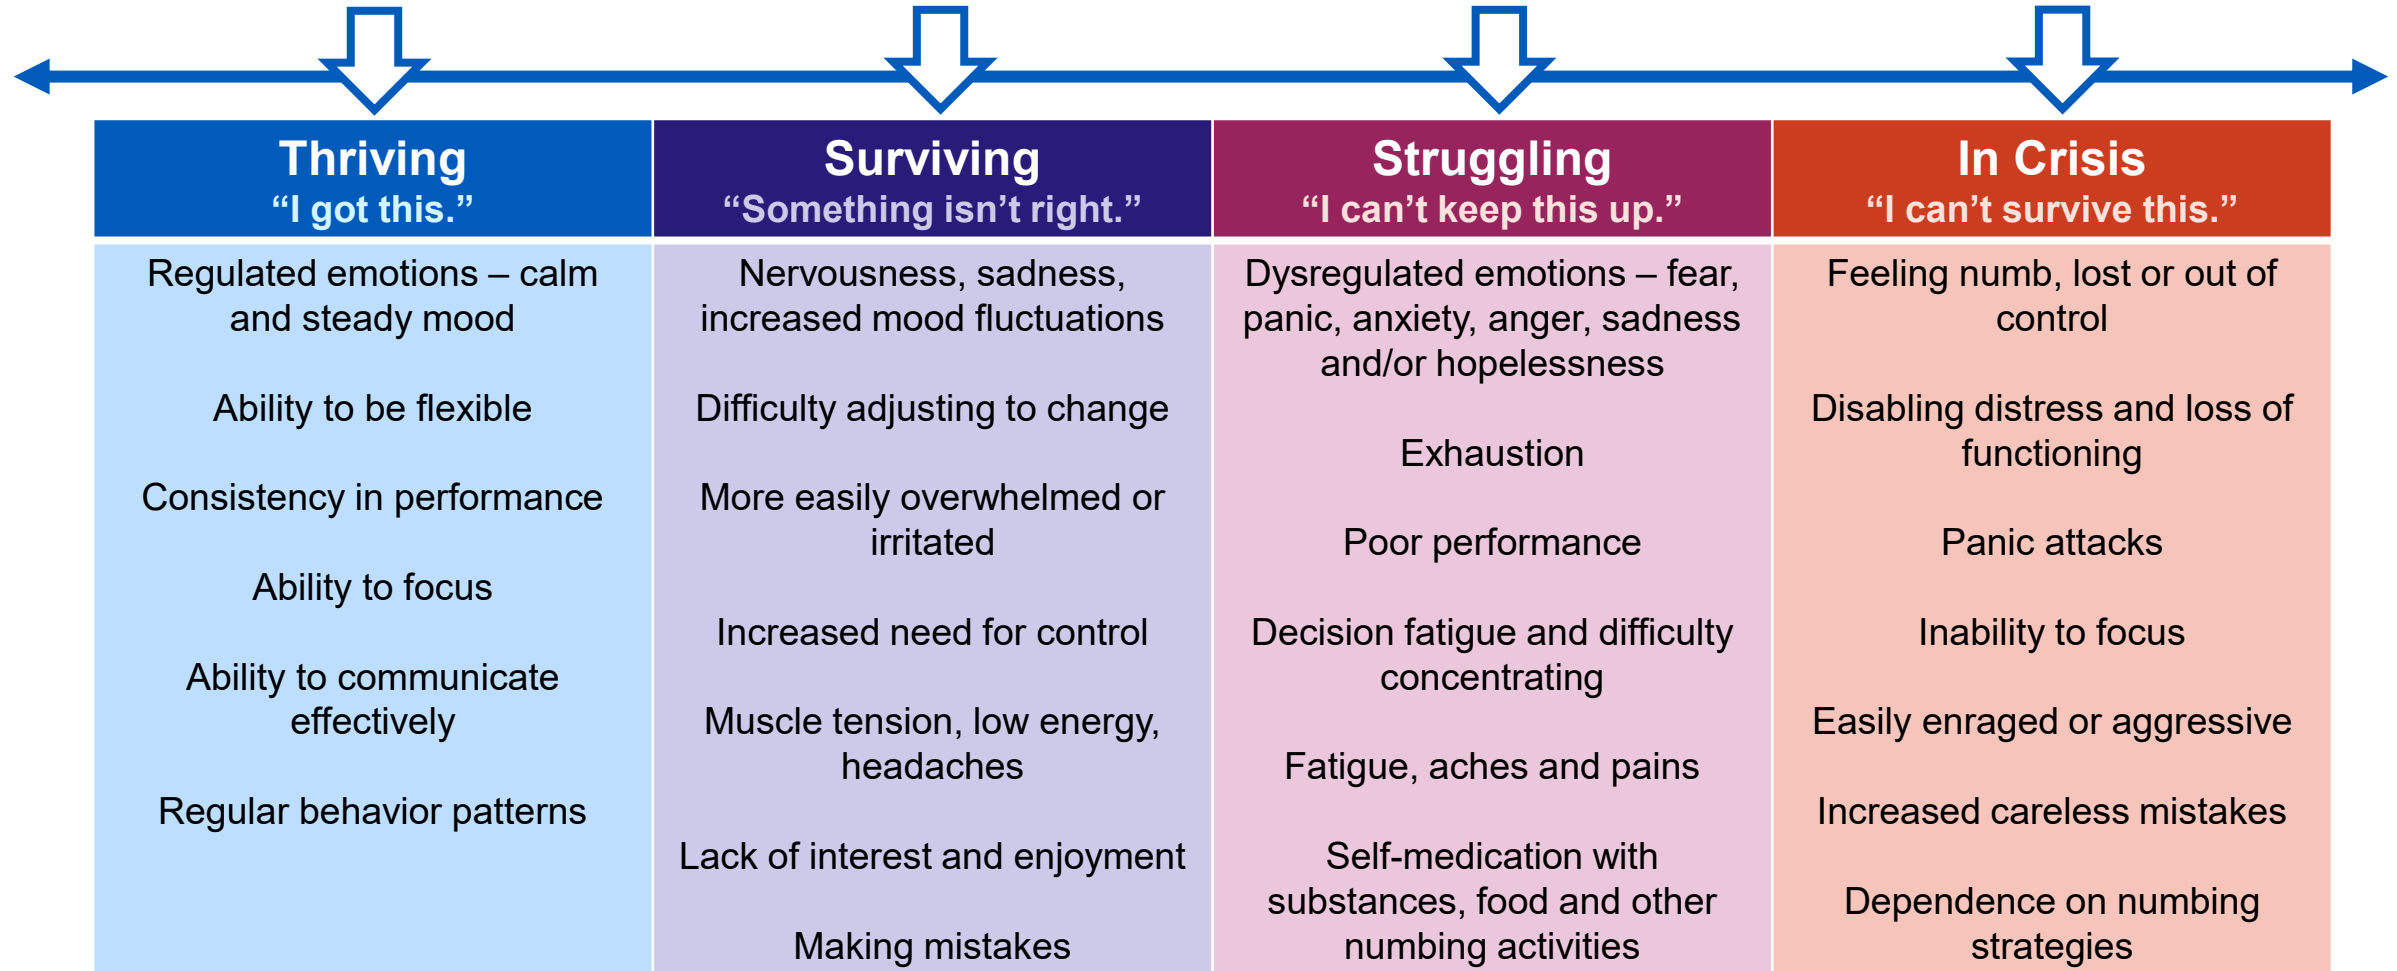 Thriving
“I got this.”
Regulated emotions – calm
and steady mood
Ability to be flexible
Consistency in performance
Ability to focus
Ability to communicate
effectively
Regular behavior patterns
Surviving
“Something isn’t right.”
Nervousness, sadness,
increased mood fluctuations
Difficulty adjusting to change
More easily overwhelmed or
irritated
Increased need for control
Muscle tension, low energy,
headaches
Lack of interest and enjoyment
Making mistakes
Struggling
“I can’t keep this up.”
Dysregulated emotions – fear,
panic, anxiety, anger, sadness
and/or hopelessness
Exhaustion
Poor performance
Decision fatigue and difficulty
concentrating
Fatigue, aches and pains
Self-medication with
substances, food and other
numbing activities
In Crisis
“I can’t survive this.”
Feeling numb, lost or out of
control
Disabling distress and loss of
functioning
Panic attacks
Inability to focus
Easily enraged or aggressive
Increased careless mistakes
Dependence on numbing
strategies